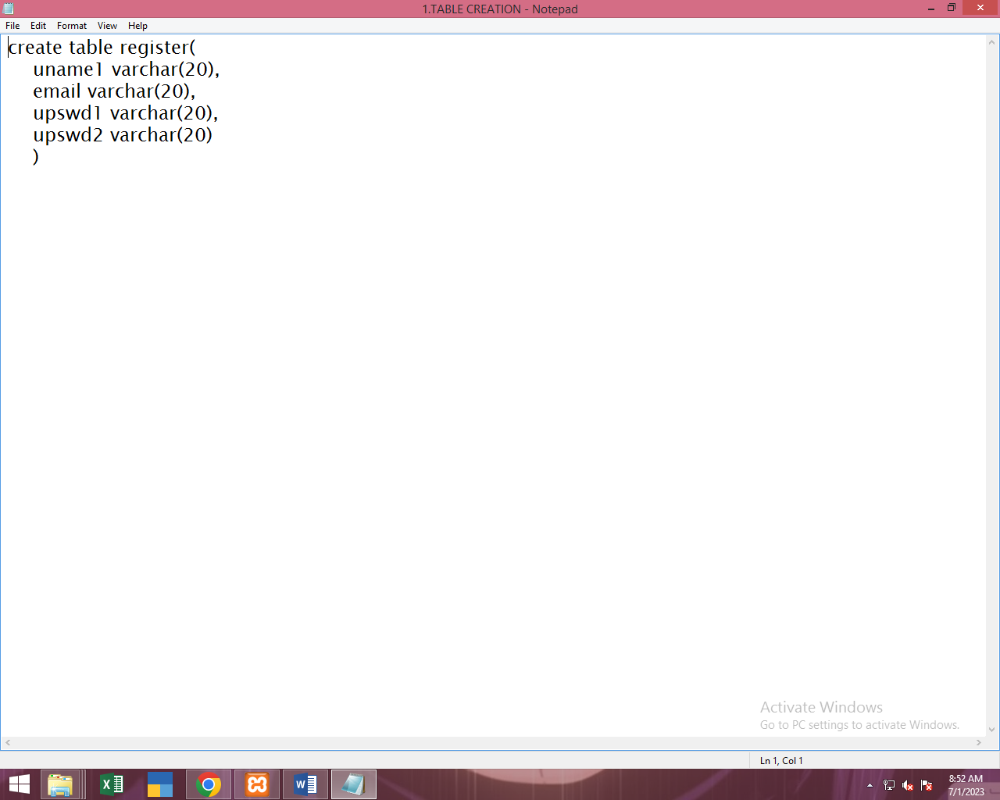 1.TABLE CREATION - Notepad
File Edit Format View Help
create table register(
uname1 varchar(20),
email varchar(20),
upswd1 varchar(20),
upswd2 varchar(20)
)
Activate Windows
Go to PC settings to activate Windows.
Ln 1, Col 1
8:52 AM
7/1/2023